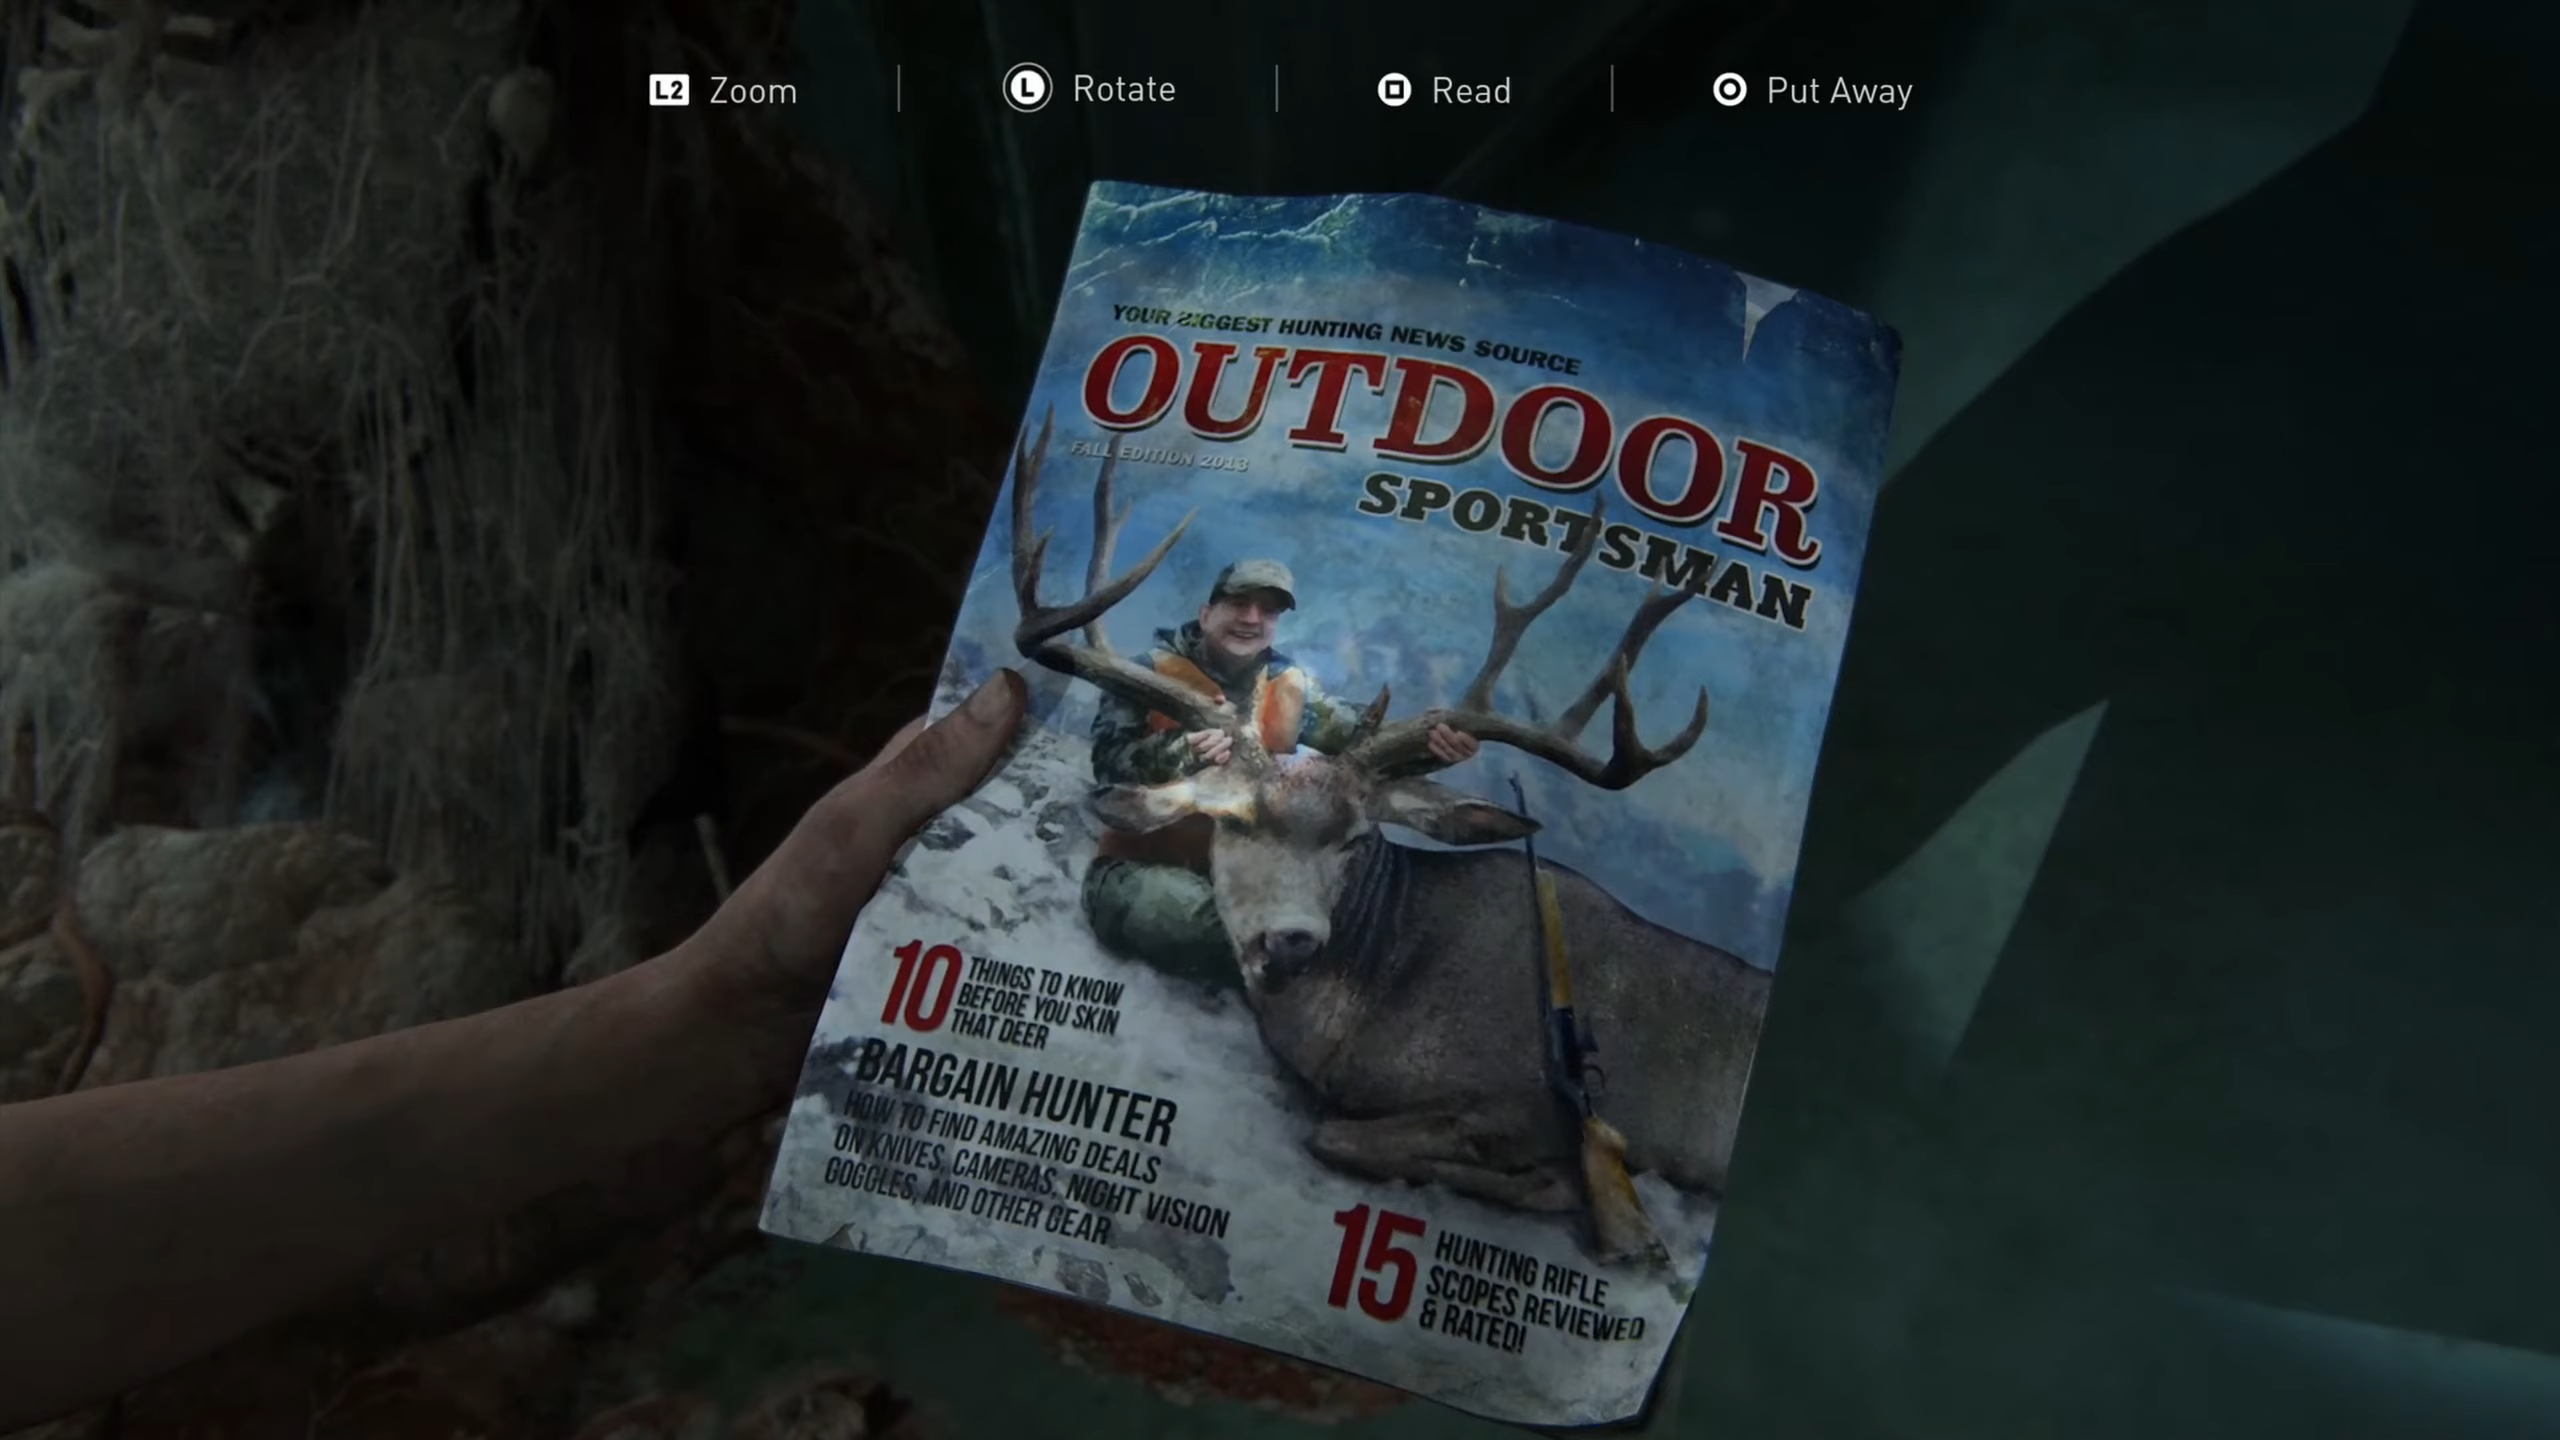 L2 Zoom
L Rotate
Read
Put Away
YOUR BIGGEST HUNTING NEWS SOURCE
OUTDOOR
FALL EDITION 2013
SPORTSMAN
10 THINGS TO KNOW
BEFORE YOU SKIN
THAT DEER
BARGAIN HUNTER
HOW TO FIND AMAZING DEALS
ON KNIVES, CAMERAS, NIGHT VISION
GOGGLES, AND OTHER GEAR
15 HUNTING RIFLE
SCOPES REVIEWED
& RATED!